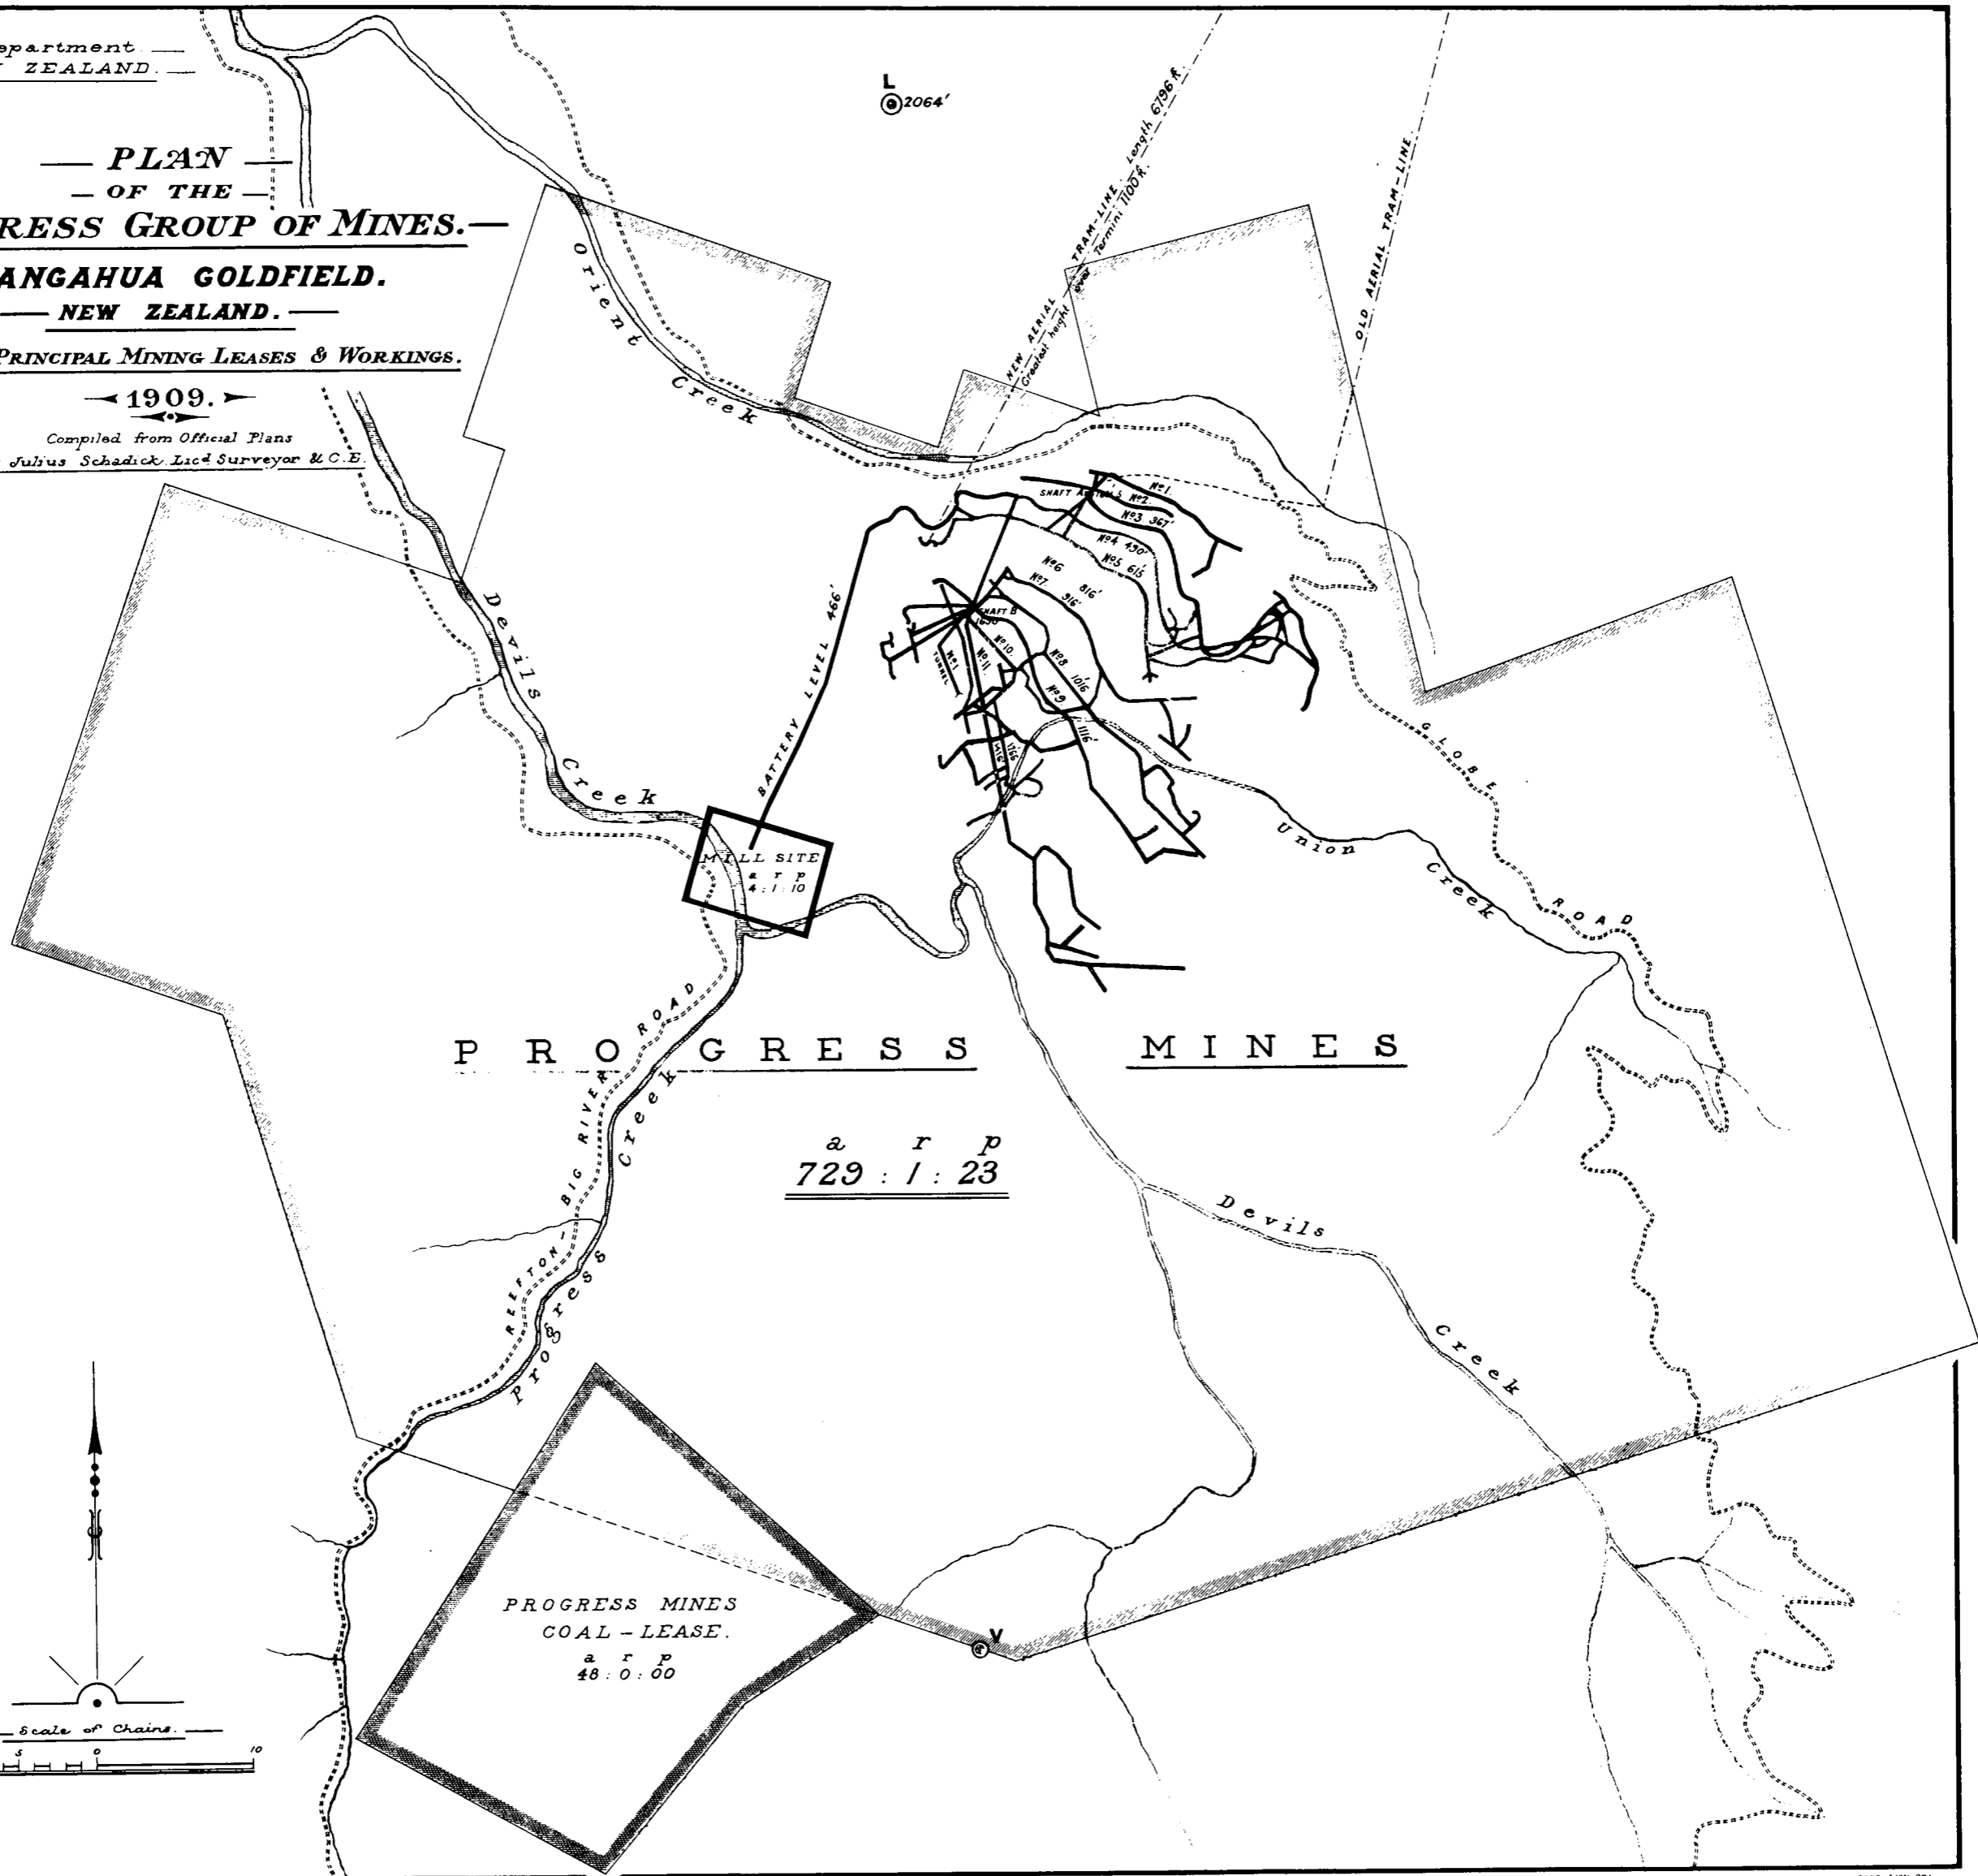 epartment
ZEALAND.
PLAN
OF THE
RESS GROUP OF MINES.
ANGAHUA GOLDFIELD.
NEW ZEALAND.
PRINCIPAL MINING LEASES & WORKINGS.
1909.
Compiled from Official Plans
Julius Schadick Licd Surveyor & C.E.
L
2064'
NEW AERIAL TRAM-LINE. Length 6796 ft.
Greatest height over Termini 1100 ft.
OLD AERIAL TRAM-LINE.
Orient
Creek
SHAFT A
No1.
No2.
No3. 367'
No4 490'
No5 615'
No6 816'
No7. 916'
SHAFT B
No10.
No11
No1 TUNNEL
No8 1016'
No9 1116'
BATTERY LEVEL 466'
Devils
Creek
MILL SITE
a r p
4:1:10
GLOBE
ROAD
Union
Creek
REEFTON-BIG RIVER ROAD
Progress
Creek
PROGRESS MINES
a r p
729 : 1 : 23
Devils
Creek
PROGRESS MINES
COAL-LEASE.
a r p
48:0:00
V
Scale of Chains.
5 0 10